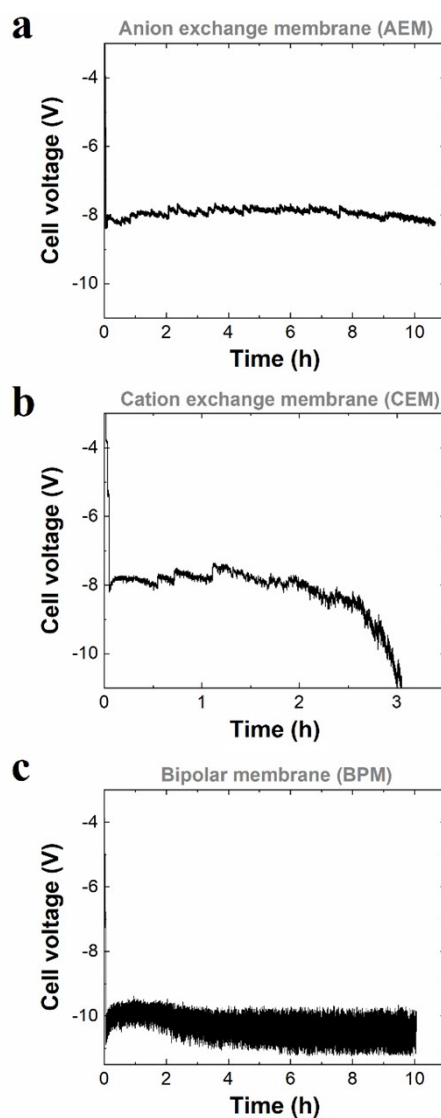 a
Anion exchange membrane (AEM)
Cell voltage (V)
-4
-6
-8
-10
0 2 4 6 8 10
Time (h)
b
Cation exchange membrane (CEM)
Cell voltage (V)
-4
-6
-8
-10
0 1 2 3
Time (h)
c
Bipolar membrane (BPM)
Cell voltage (V)
-4
-6
-8
-10
0 2 4 6 8 10
Time (h)